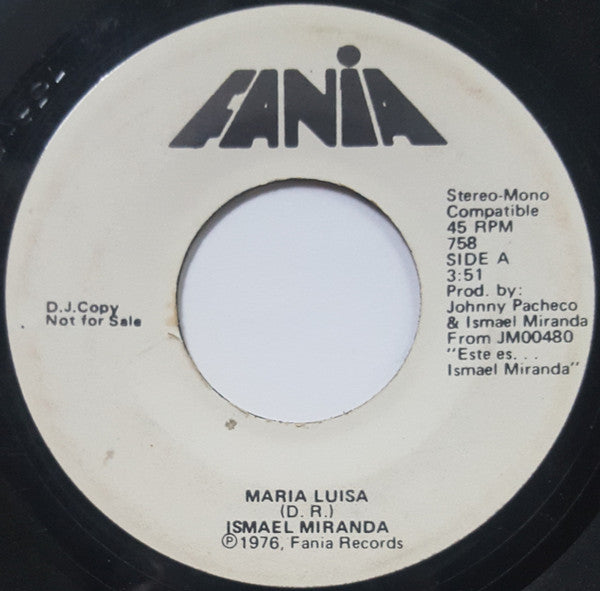 FANIA
Stereo-Mono
Compatible
45 RPM
758
SIDE A
3:51
Prod. by:
Johnny Pacheco
& Ismael Miranda
From JM00480
"Este es. . .
Ismael Miranda"
D.J.Copy
Not for Sale
MARIA LUISA
(D. R.)
ISMAEL MIRANDA
Ⓟ1976, Fania Records